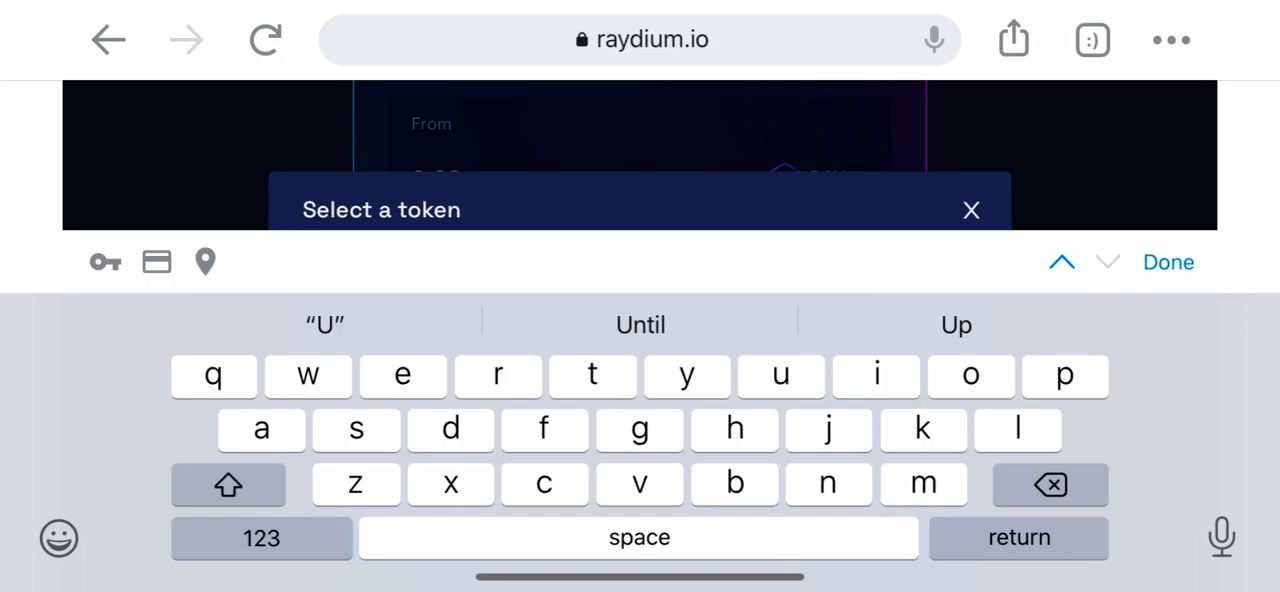 raydium.io
:)
From
Select a token X
Done
“U” Until Up
q w e r t y u i o p
a s d f g h j k l
z x c v b n m
123 space return